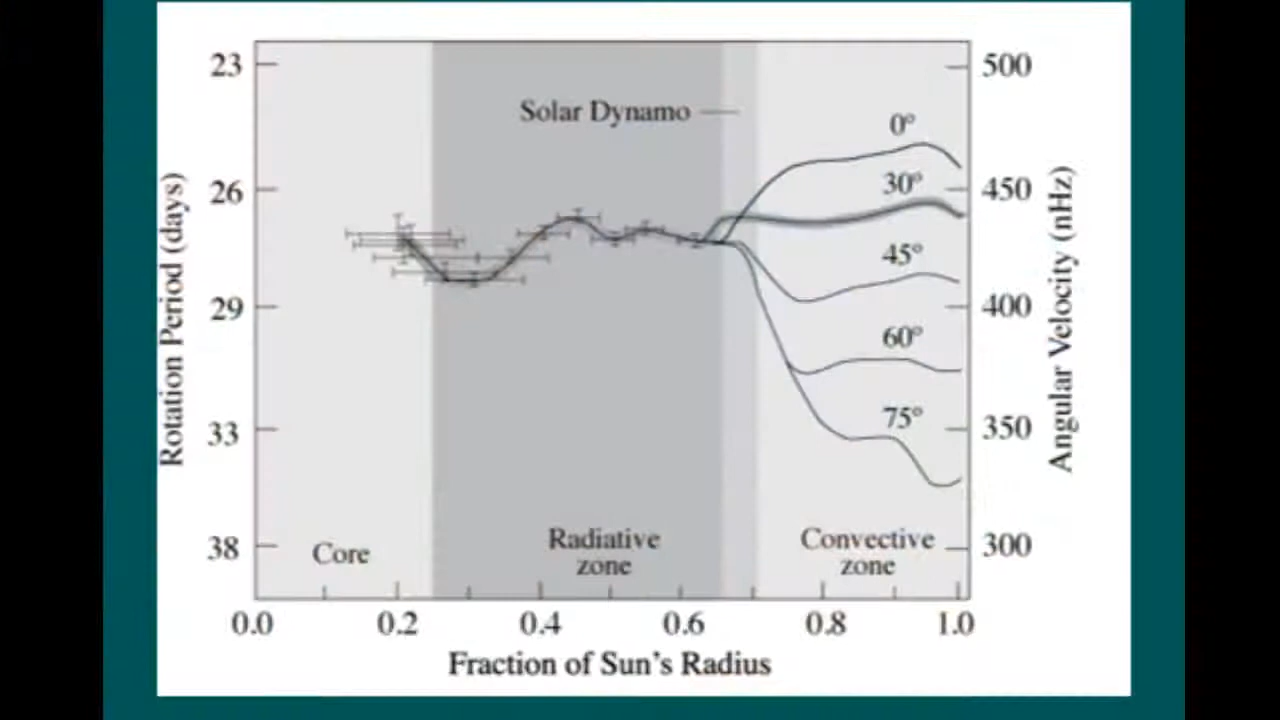 23
26
29
33
38
Rotation Period (days)
Solar Dynamo
0°
30°
45°
60°
75°
500
450
400
350
300
Angular Velocity (nHz)
Core
Radiative
zone
Convective
zone
0.0
0.2
0.4
0.6
0.8
1.0
Fraction of Sun's Radius